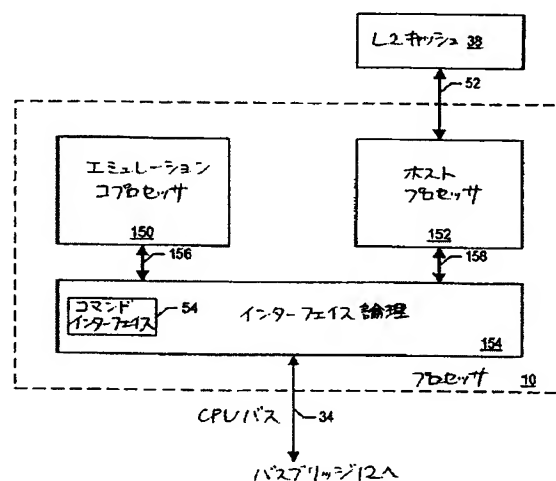 L2キャッシュ 38
52
エミュレーション
コプロセッサ
150
ホスト
プロセッサ
152
156
158
コマンド
インターフェイス
54
インターフェイス論理
154
プロセッサ 10
CPUバス
34
バスブリッジ12へ